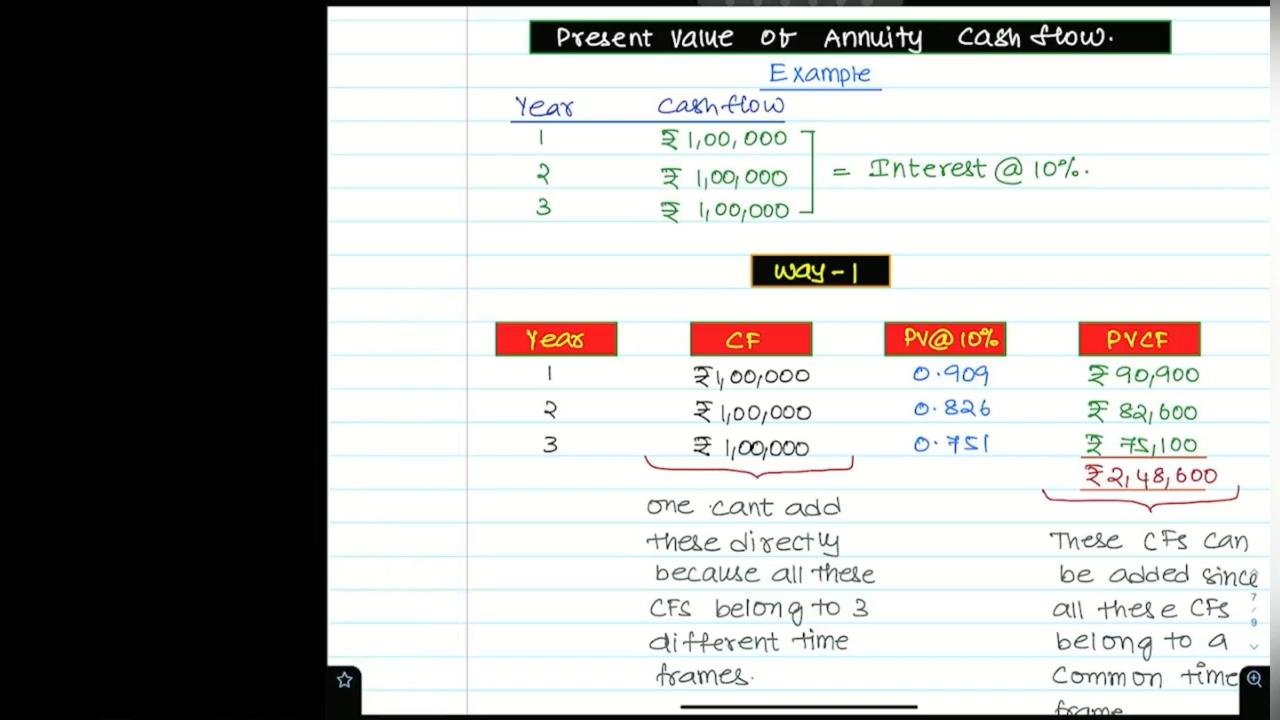 Present Value of Annuity Cash flow.
Example
Year Cashflow
1 ₹ 1,00,000
2 ₹ 1,00,000 = Interest @ 10%.
3 ₹ 1,00,000
Way-1
Year CF PV@10% PVCF
1 ₹1,00,000 0.909 ₹90,900
2 ₹1,00,000 0.826 ₹ 82,600
3 ₹ 1,00,000 0.751 ₹ 75,100
₹2,48,600
one cant add
these directly
because all these
CFS belong to 3
different time
frames.
These CFs can
be added since
all these CFs
belong to a
Common time
frame
7/9